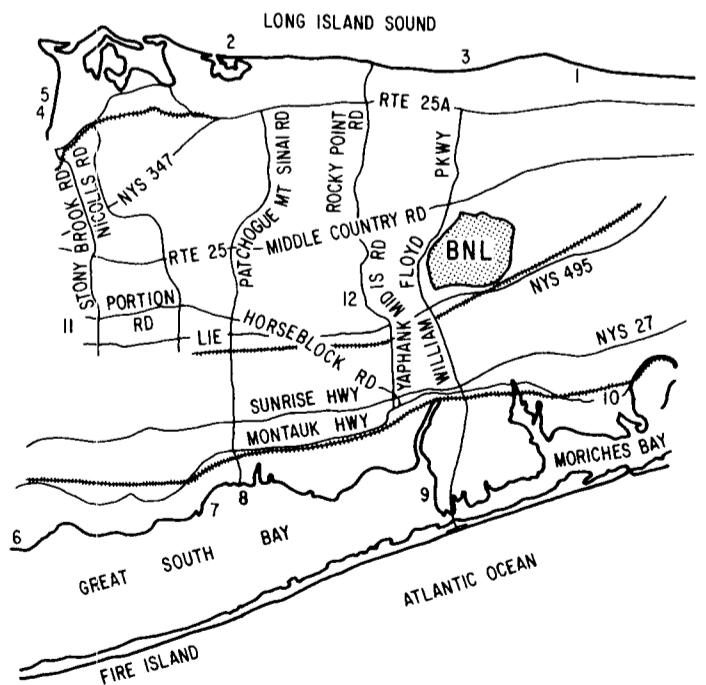 LONG ISLAND SOUND
2
3
1
5
4
RTE 25A
STONY BROOK RD
NICOLLS RD
NYS 347
PATCHOGUE MT SINAI RD
ROCKY POINT RD
WILLIAM FLOYD PKWY
RTE 25
MIDDLE COUNTRY RD
BNL
NYS 495
YAPHANK MID IS RD
12
11
PORTION
RD
LIE
HORSEBLOCK RD
NYS 27
SUNRISE HWY
MONTAUK HWY
10
MORICHES BAY
9
8
7
6
GREAT SOUTH BAY
ATLANTIC OCEAN
FIRE ISLAND